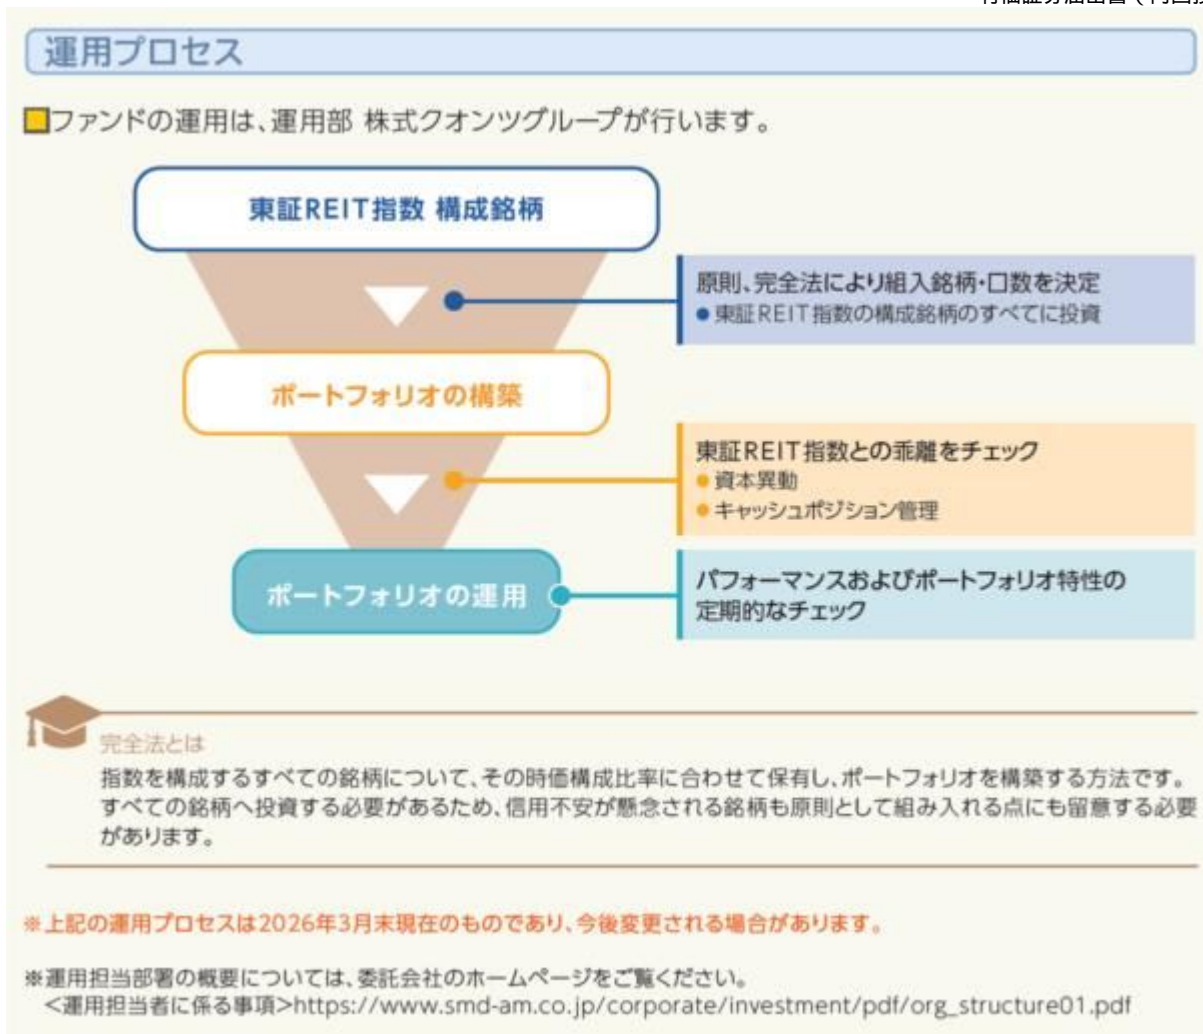 運用プロセス
ファンドの運用は、運用部 株式クオンツグループが行います。
東証REIT指数 構成銘柄
原則、完全法により組入銘柄・口数を決定
●東証REIT指数の構成銘柄のすべてに投資
ポートフォリオの構築
東証REIT指数との乖離をチェック
●資本異動
●キャッシュポジション管理
ポートフォリオの運用
パフォーマンスおよびポートフォリオ特性の
定期的なチェック
完全法とは
指数を構成するすべての銘柄について、その時価構成比率に合わせて保有し、ポートフォリオを構築する方法です。
すべての銘柄へ投資する必要があるため、信用不安が懸念される銘柄も原則として組み入れる点にも留意する必要
があります。
※上記の運用プロセスは2026年3月末現在のものであり、今後変更される場合があります。
※運用担当部署の概要については、委託会社のホームページをご覧ください。
<運用担当者に係る事項>https://www.smd-am.co.jp/corporate/investment/pdf/org_structure01.pdf